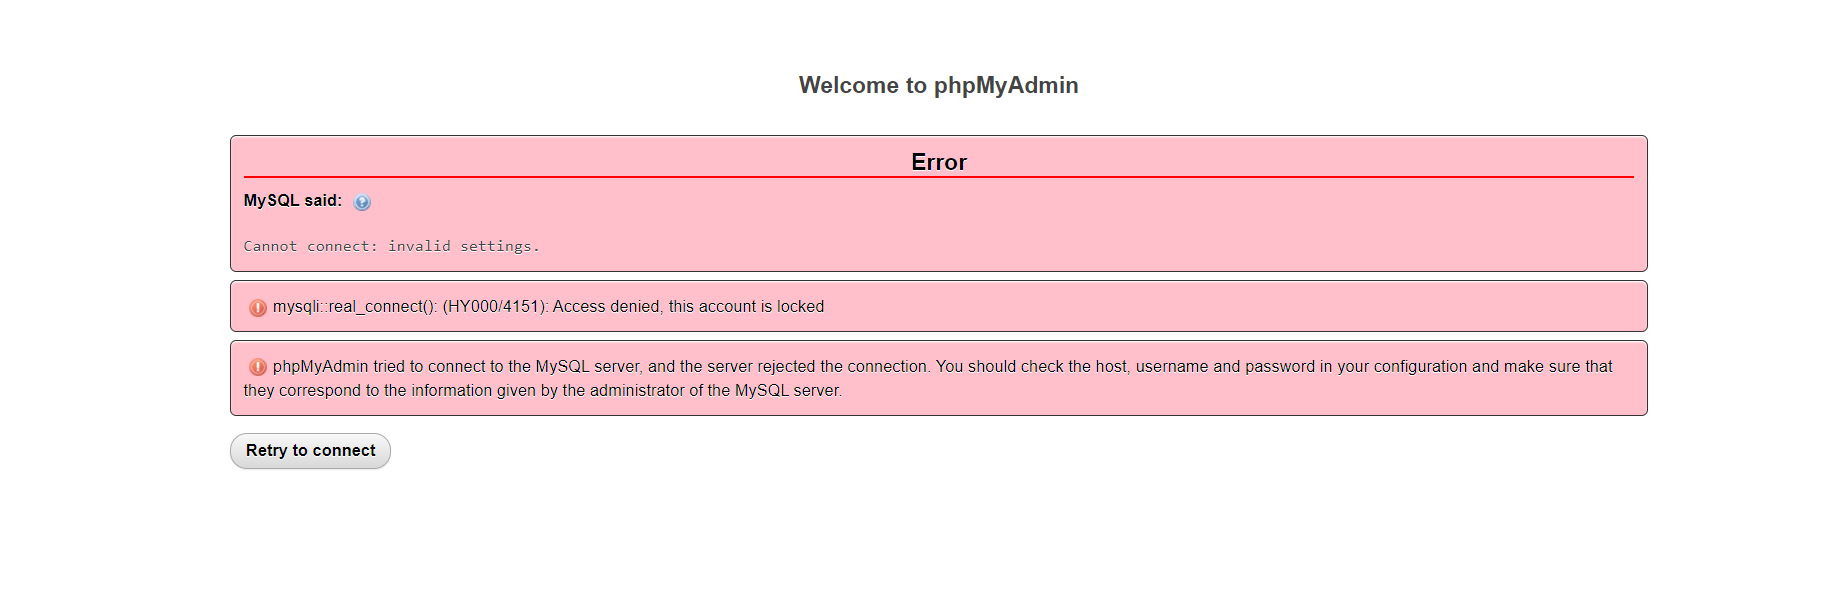 Welcome to phpMyAdmin
Error
MySQL said:
Cannot connect: invalid settings.
mysqli::real_connect(): (HY000/4151): Access denied, this account is locked
phpMyAdmin tried to connect to the MySQL server, and the server rejected the connection. You should check the host, username and password in your configuration and make sure that
they correspond to the information given by the administrator of the MySQL server.
Retry to connect